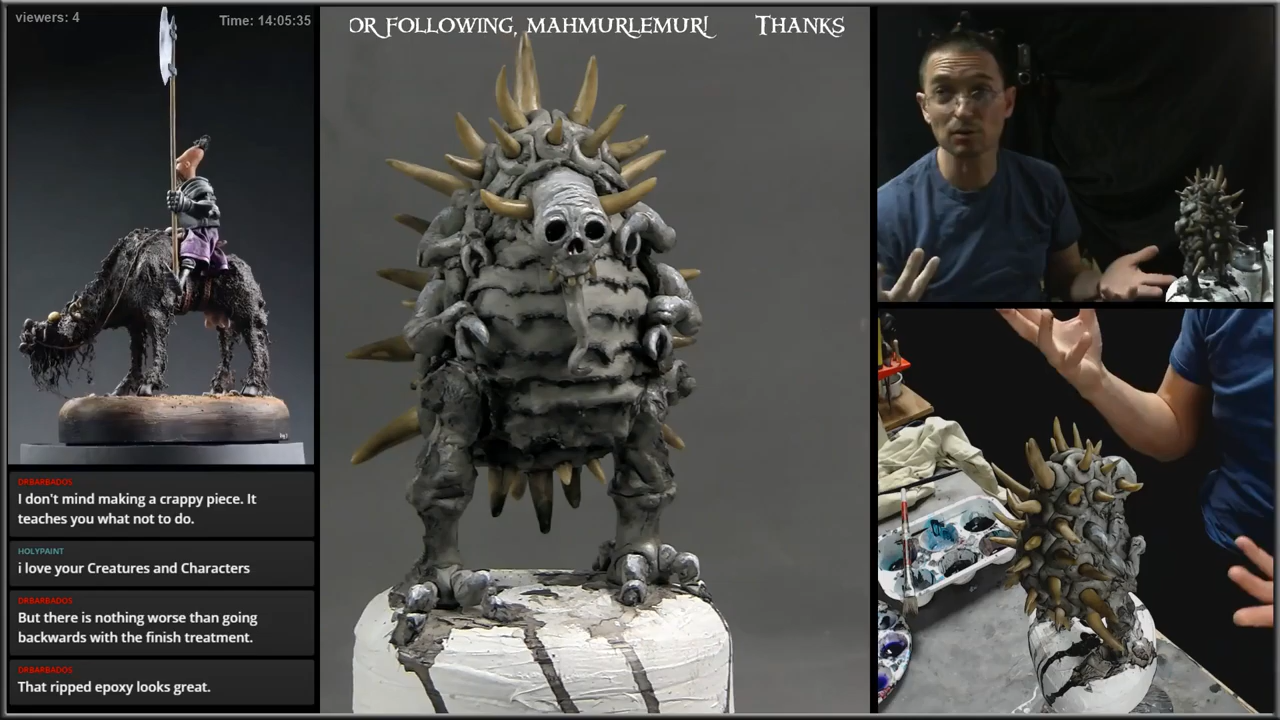 viewers: 4
Time: 14:05:35
OR FOLLOWING, MAHMURLEMUR! THANKS
DRBARBADOS
I don't mind making a crappy piece. It
teaches you what not to do.
HOLYPAINT
i love your Creatures and Characters
DRBARBADOS
But there is nothing worse than going
backwards with the finish treatment.
DRBARBADOS
That ripped epoxy looks great.